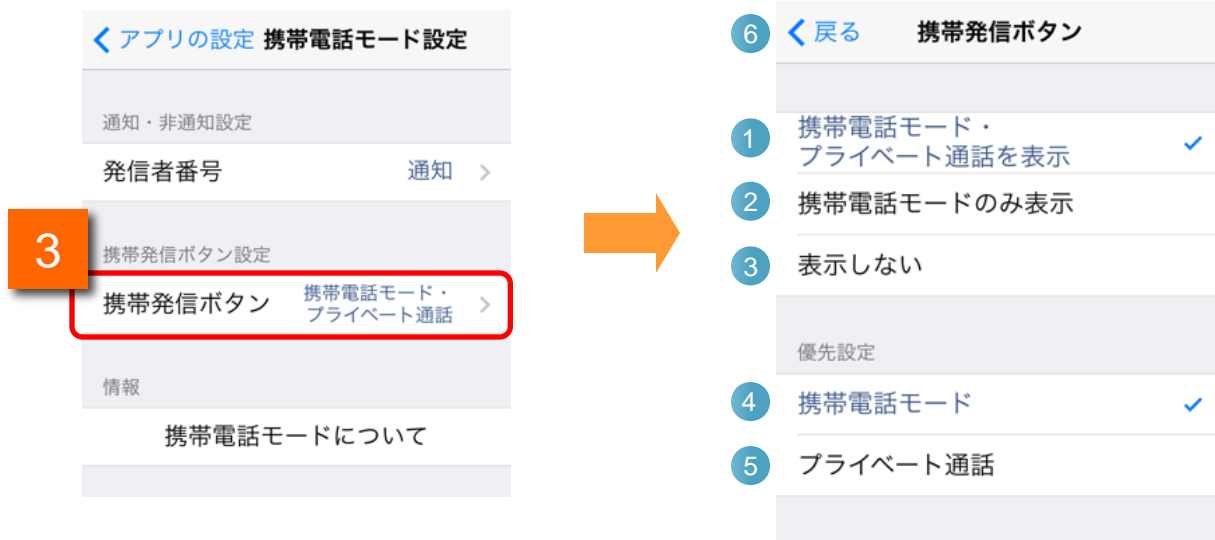 アプリの設定 携帯電話モード設定
通知・非通知設定
発信者番号 通知
3
携帯発信ボタン設定
携帯発信ボタン 携帯電話モード・
プライベート通話
情報
携帯電話モードについて
6 戻る 携帯発信ボタン
1 携帯電話モード・
プライベート通話を表示
2 携帯電話モードのみ表示
3 表示しない
優先設定
4 携帯電話モード
5 プライベート通話